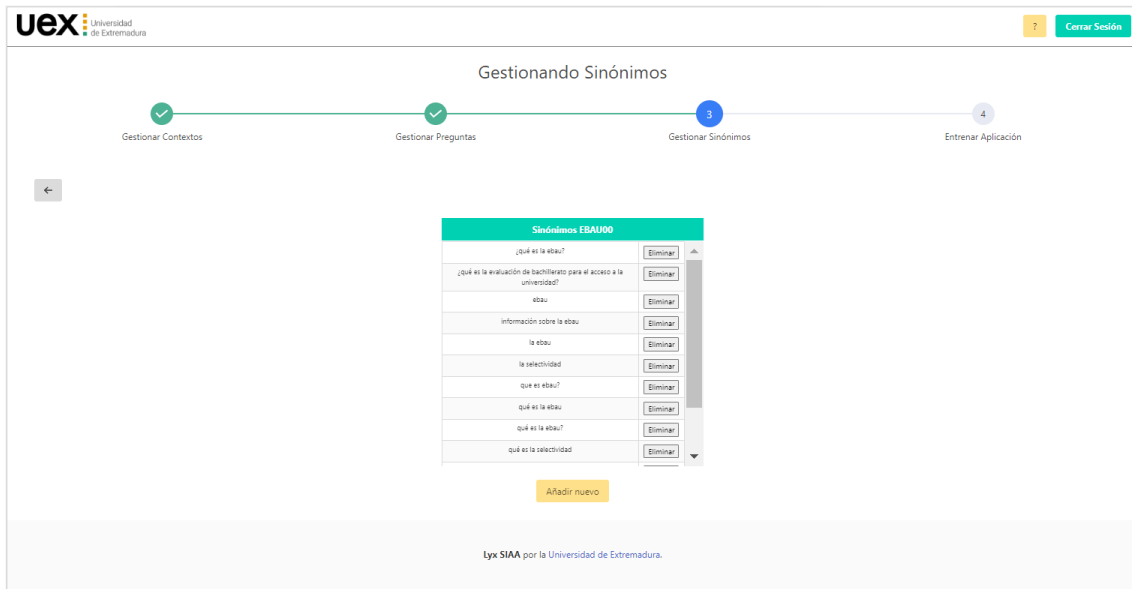 uex Universidad
de Extremadura
?
Cerrar Sesión
Gestionando Sinónimos
3
4
Gestionar Contextos
Gestionar Preguntas
Gestionar Sinónimos
Entrenar Aplicación
Sinónimos EBAU00
¿qué es la ebau?
Eliminar
¿qué es la evaluación de bachillerato para el acceso a la
universidad?
Eliminar
ebau
Eliminar
información sobre la ebau
Eliminar
la ebau
Eliminar
la selectividad
Eliminar
que es ebau?
Eliminar
qué es la ebau
Eliminar
qué es la ebau?
Eliminar
qué es la selectividad
Eliminar
Añadir nuevo
Lyx SIAA por la Universidad de Extremadura.